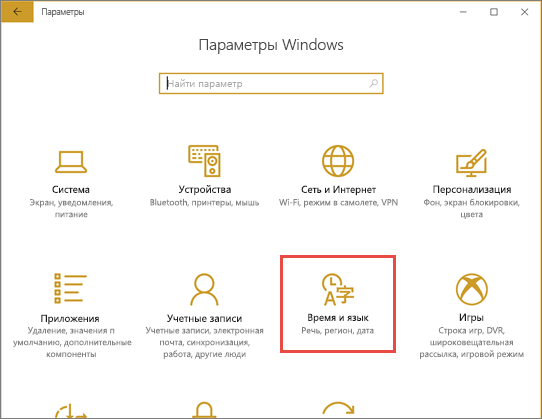 Параметры
Параметры Windows
Найти параметр
Система
Экран, уведомления,
питание
Устройства
Bluetooth, принтеры, мышь
Сеть и Интернет
Wi-Fi, режим в самолете, VPN
Персонализация
Фон, экран блокировки,
цвета
Приложения
Удаление, значения п
умолчанию, дополнительные
компоненты
Учетные записи
Учетные записи, электронная
почта, синхронизация,
работа, другие люди
Время и язык
Речь, регион, дата
Игры
Строка игр, DVR,
широковещательная
рассылка, игровой режим